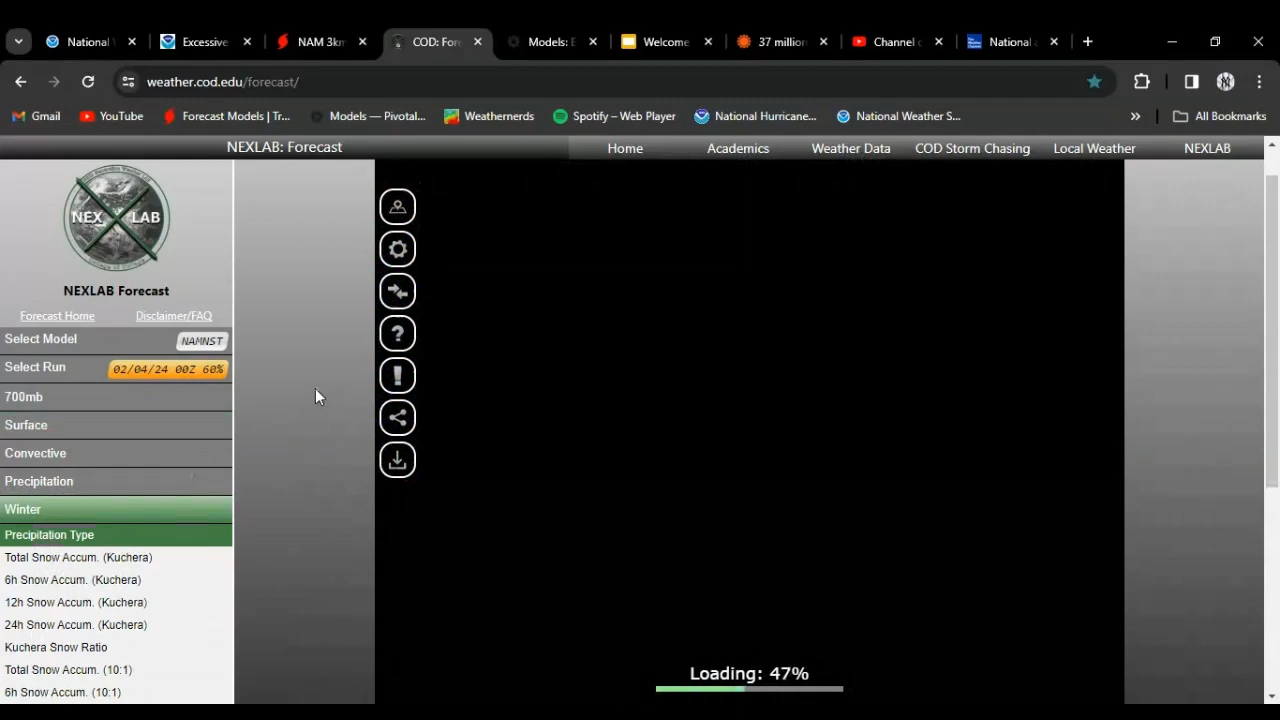 National W
Excessive
NAM 3km
COD: Fore
Models: E
Welcome
37 million
Channel c
National a
weather.cod.edu/forecast/
Gmail
YouTube
Forecast Models | Tr...
Models — Pivotal...
Weathernerds
Spotify – Web Player
National Hurricane...
National Weather S...
»
All Bookmarks
NEXLAB: Forecast
Home
Academics
Weather Data
COD Storm Chasing
Local Weather
NEXLAB
NEX LAB
NEXLAB Forecast
Forecast Home
Disclaimer/FAQ
Select Model
NAMNST
Select Run
02/04/24 00Z 60%
700mb
Surface
Convective
Precipitation
Winter
Precipitation Type
Total Snow Accum. (Kuchera)
6h Snow Accum. (Kuchera)
12h Snow Accum. (Kuchera)
24h Snow Accum. (Kuchera)
Kuchera Snow Ratio
Total Snow Accum. (10:1)
6h Snow Accum. (10:1)
Loading: 47%